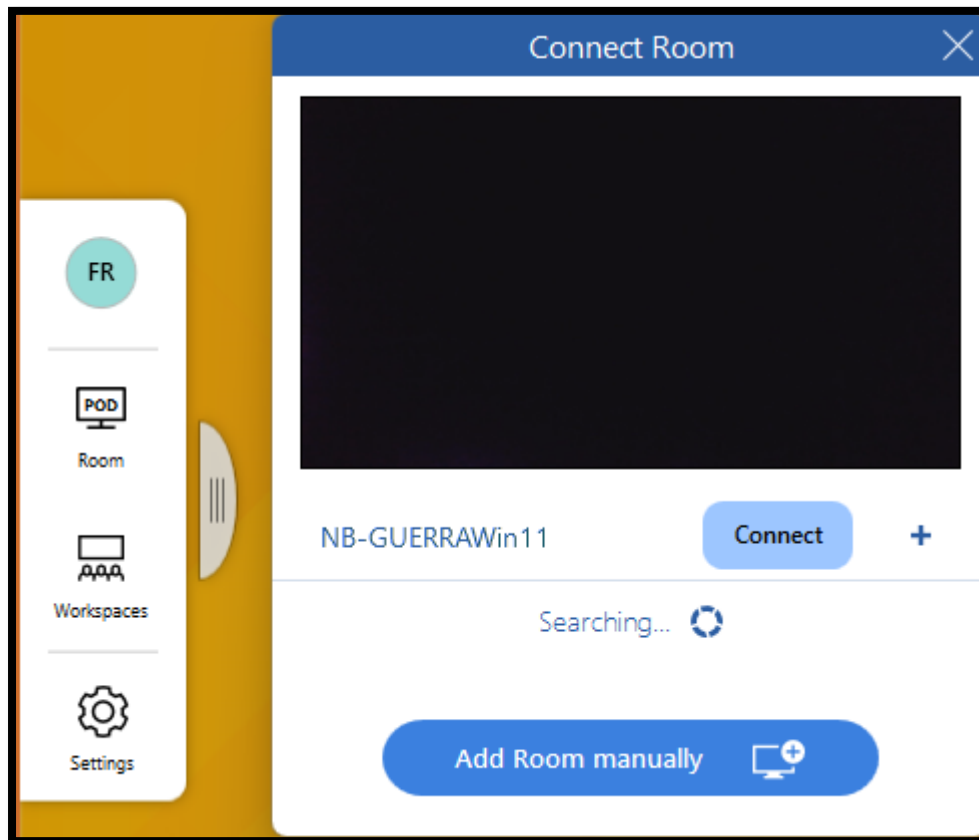 Connect Room
FR
POD
Room
NB-GUERRAWin11
Connect
+
Workspaces
Searching...
Settings
Add Room manually